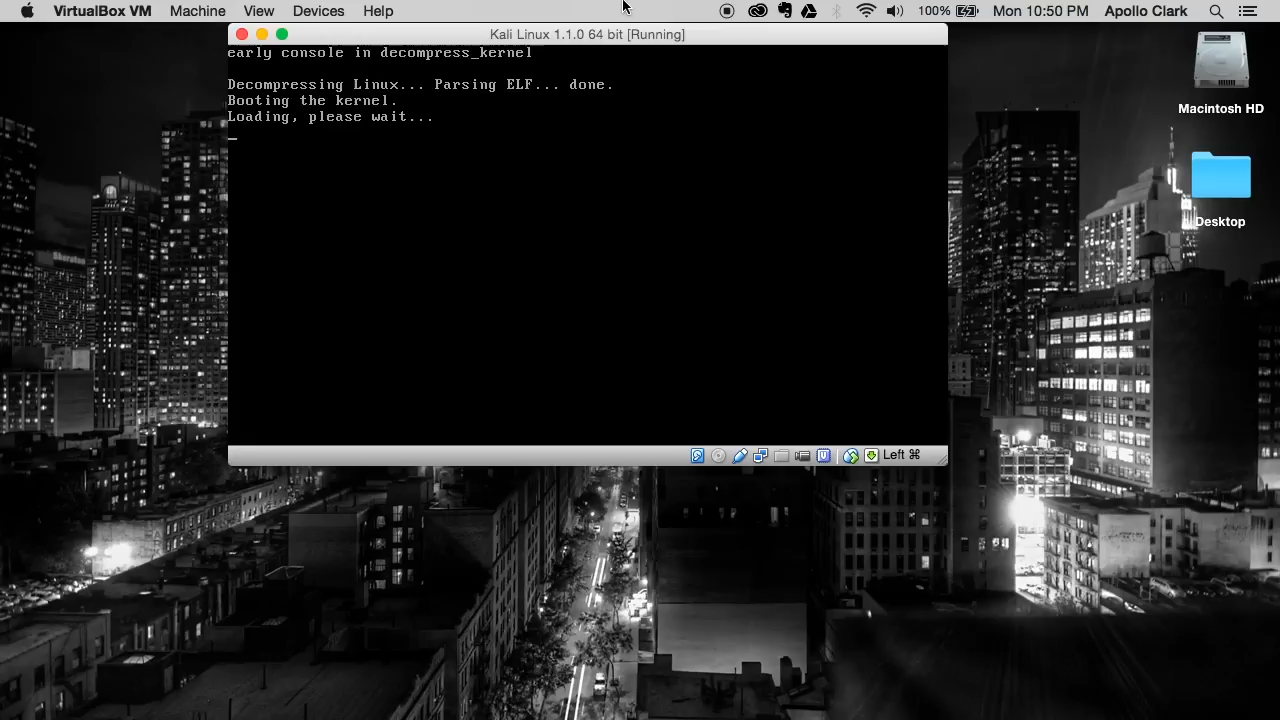 VirtualBox VM Machine View Devices Help 100% Mon 10:50 PM Apollo Clark
Kali Linux 1.1.0 64 bit [Running]
early console in decompress_kernel
Decompressing Linux... Parsing ELF... done.
Booting the kernel.
Loading, please wait...
Left ⌘
Macintosh HD
Desktop